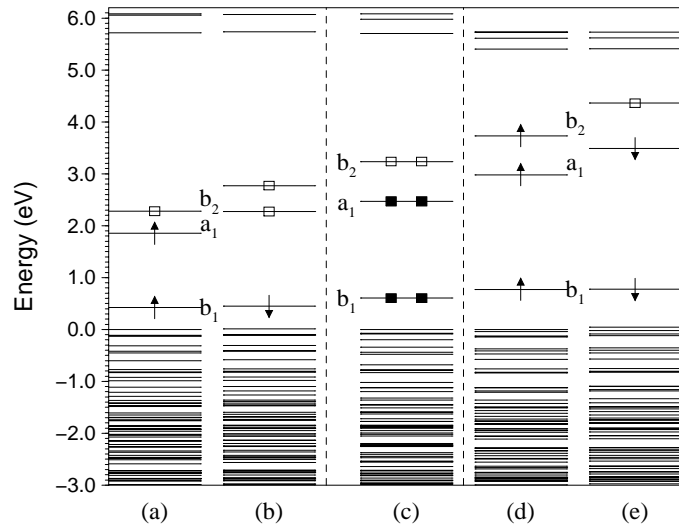 6.0
5.0
4.0
3.0
2.0
1.0
0.0
−1.0
−2.0
−3.0
Energy (eV)
b₂
a₁
b₁
b₂
a₁
b₁
b₂
a₁
b₁
(a) (b) (c) (d) (e)